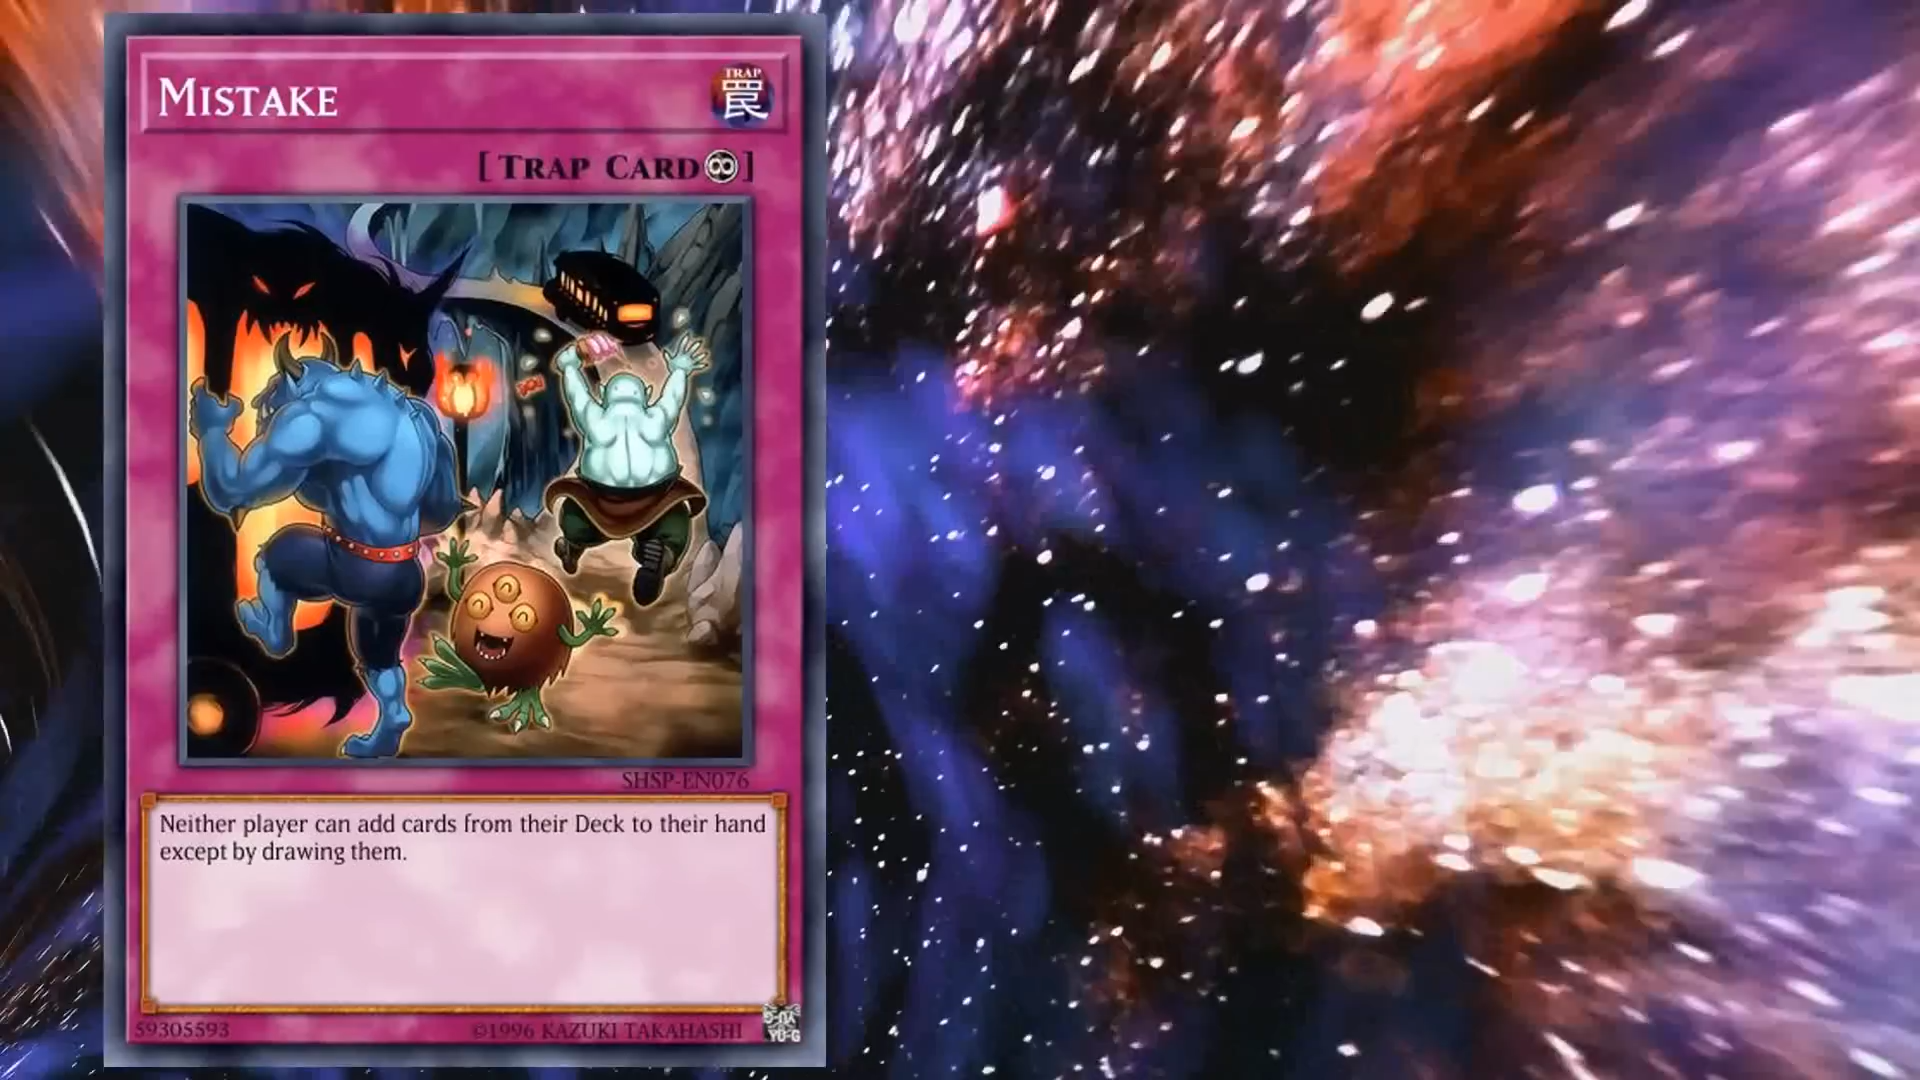 MISTAKE
TRAP
罠
[TRAP CARD]
SHSP-EN076
Neither player can add cards from their Deck to their hand
except by drawing them.
59305593
©1996 KAZUKI TAKAHASHI